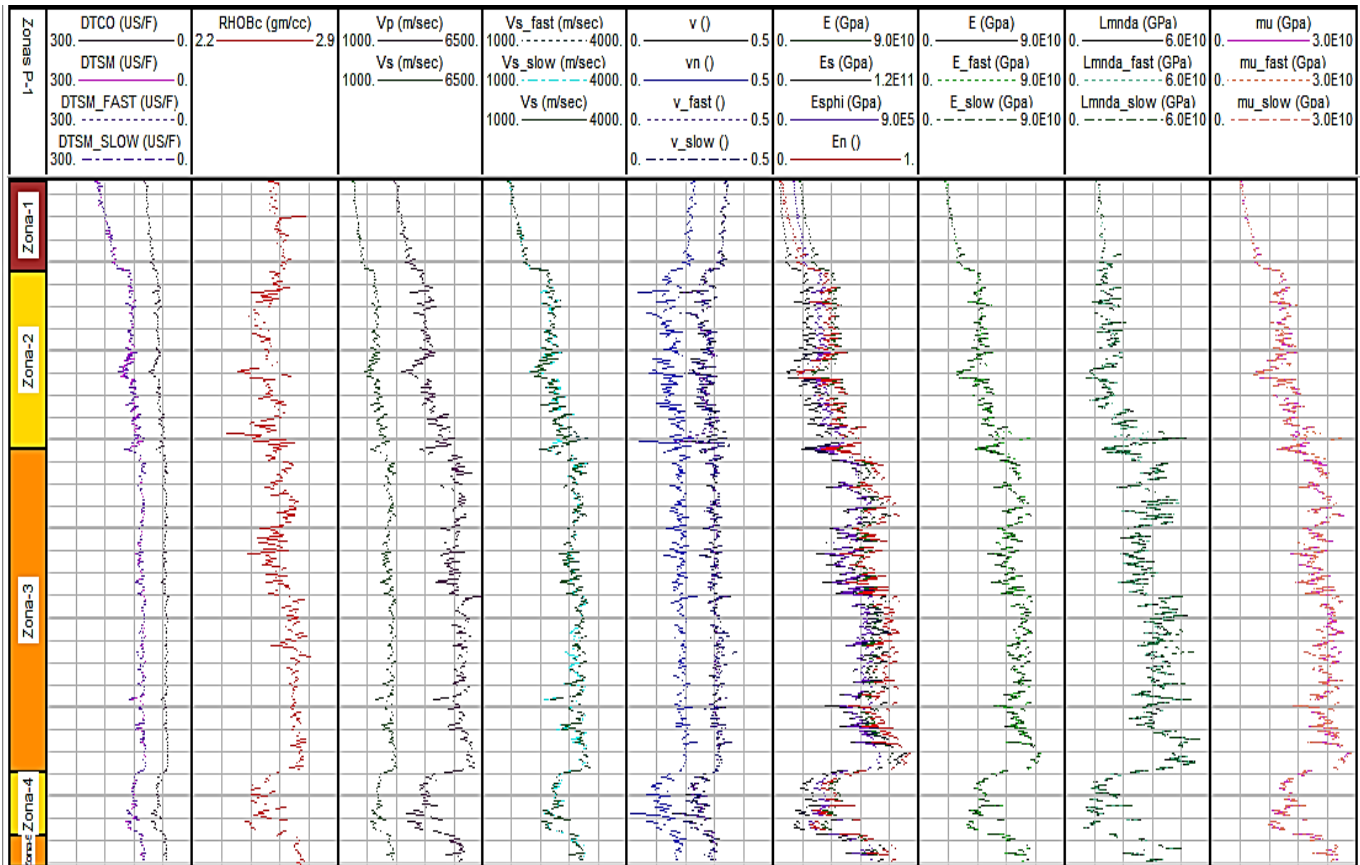 Zonas P-1
DTCO (US/F)
300. 0.
DTSM (US/F)
300. 0.
DTSM_FAST (US/F)
300. 0.
DTSM_SLOW (US/F)
300. 0.
RHOBc (gm/cc)
2.2 2.9
Vp (m/sec)
1000. 6500.
Vs (m/sec)
1000. 6500.
Vs_fast (m/sec)
1000. 4000.
Vs_slow (m/sec)
1000. 4000.
Vs (m/sec)
1000. 4000.
v ()
0. 0.5
vn ()
0. 0.5
v_fast ()
0. 0.5
v_slow ()
0. 0.5
E (Gpa)
0. 9.0E10
Es (Gpa)
0. 1.2E11
Esphi (Gpa)
0. 9.0E5
En ()
0. 1.
E (Gpa)
0. 9.0E10
E_fast (Gpa)
0. 9.0E10
E_slow (Gpa)
0. 9.0E10
Lmnda (GPa)
0. 6.0E10
Lmnda_fast (GPa)
0. 6.0E10
Lmnda_slow (GPa)
0. 6.0E10
mu (Gpa)
0. 3.0E10
mu_fast (Gpa)
0. 3.0E10
mu_slow (Gpa)
0. 3.0E10
Zona-1
Zona-2
Zona-3
Zona-4